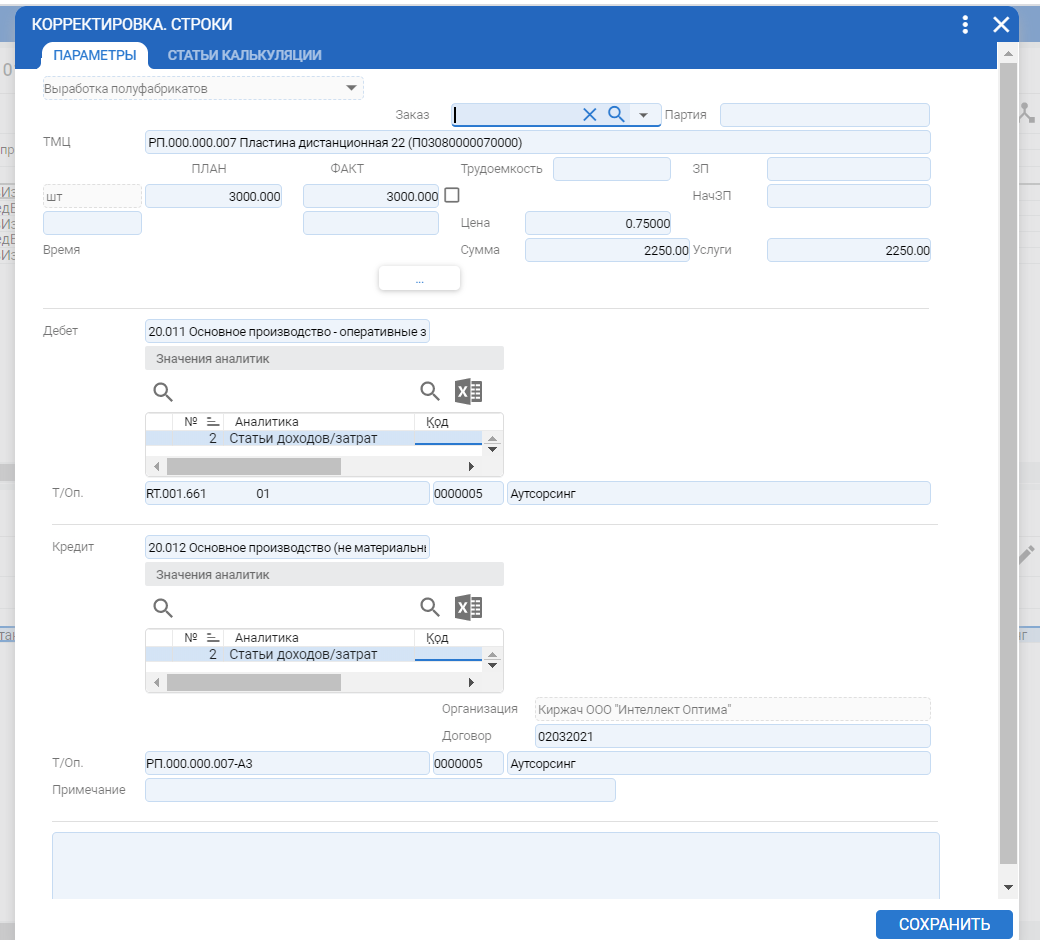 КОРРЕКТИРОВКА. СТРОКИ
ПАРАМЕТРЫ СТАТЬИ КАЛЬКУЛЯЦИИ
Выработка полуфабрикатов
Заказ Партия
ТМЦ РП.000.000.007 Пластина дистанционная 22 (П03080000070000)
ПЛАН ФАКТ Трудоемкость ЗП
шт 3000.000 3000.000 НачЗП
Цена 0.75000
Время Сумма 2250.00 Услуги 2250.00
...
Дебет 20.011 Основное производство - оперативные з
Значения аналитик
№ Аналитика Код
2 Статьи доходов/затрат
Т/Оп. RT.001.661 01 0000005 Аутсорсинг
Кредит 20.012 Основное производство (не материальны
Значения аналитик
№ Аналитика Код
2 Статьи доходов/затрат
Организация Киржач ООО "Интеллект Оптима"
Договор 02032021
Т/Оп. РП.000.000.007-А3 0000005 Аутсорсинг
Примечание
СОХРАНИТЬ